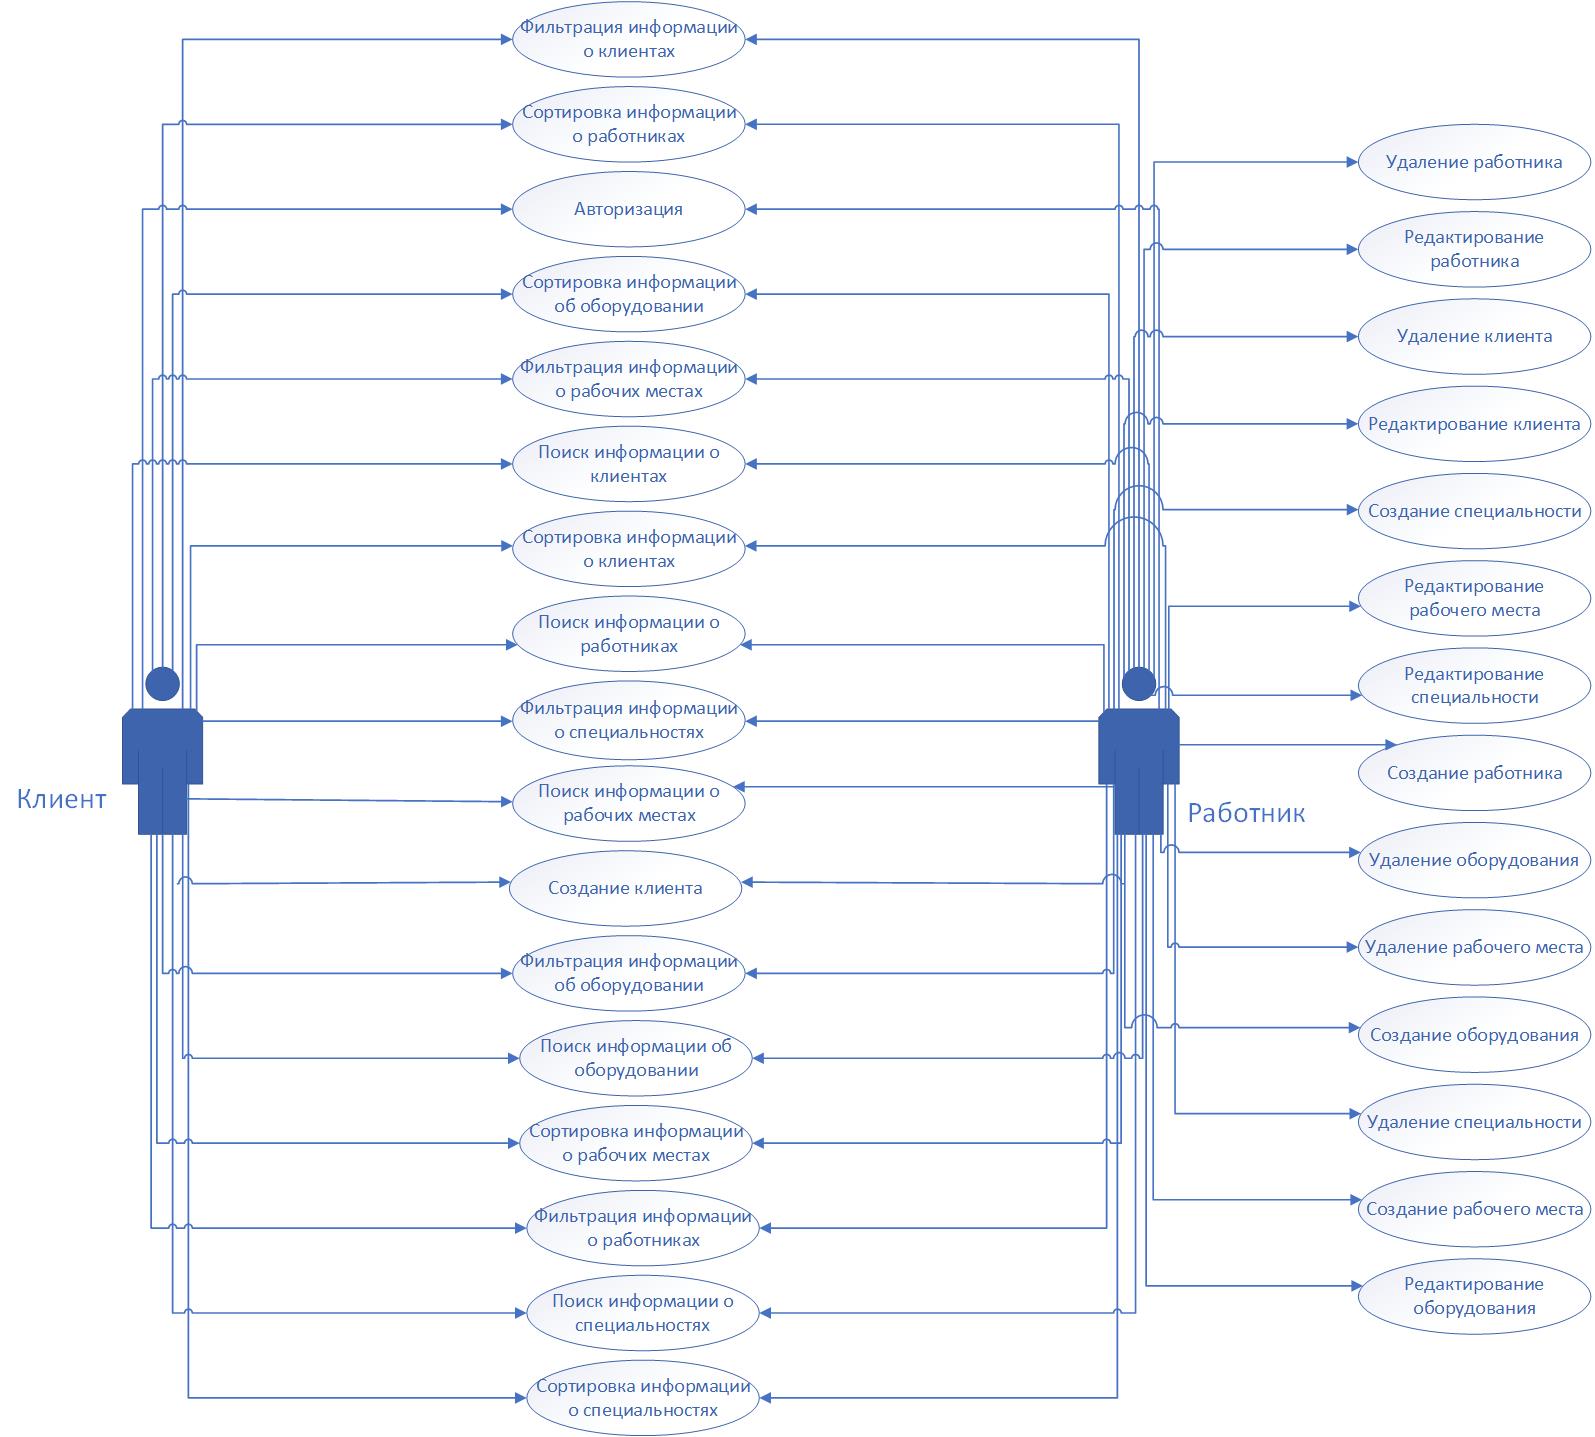 Фильтрация информации
о клиентах
Сортировка информации
о работниках
Авторизация
Сортировка информации
об оборудовании
Фильтрация информации
о рабочих местах
Поиск информации о
клиентах
Сортировка информации
о клиентах
Поиск информации о
работниках
Фильтрация информации
о специальностях
Поиск информации о
рабочих местах
Создание клиента
Фильтрация информации
об оборудовании
Поиск информации об
оборудовании
Сортировка информации
о рабочих местах
Фильтрация информации
о работниках
Поиск информации о
специальностях
Сортировка информации
о специальностях
Клиент
Работник
Удаление работника
Редактирование
работника
Удаление клиента
Редактирование клиента
Создание специальности
Редактирование
рабочего места
Редактирование
специальности
Создание работника
Удаление оборудования
Удаление рабочего места
Создание оборудования
Удаление специальности
Создание рабочего места
Редактирование
оборудования